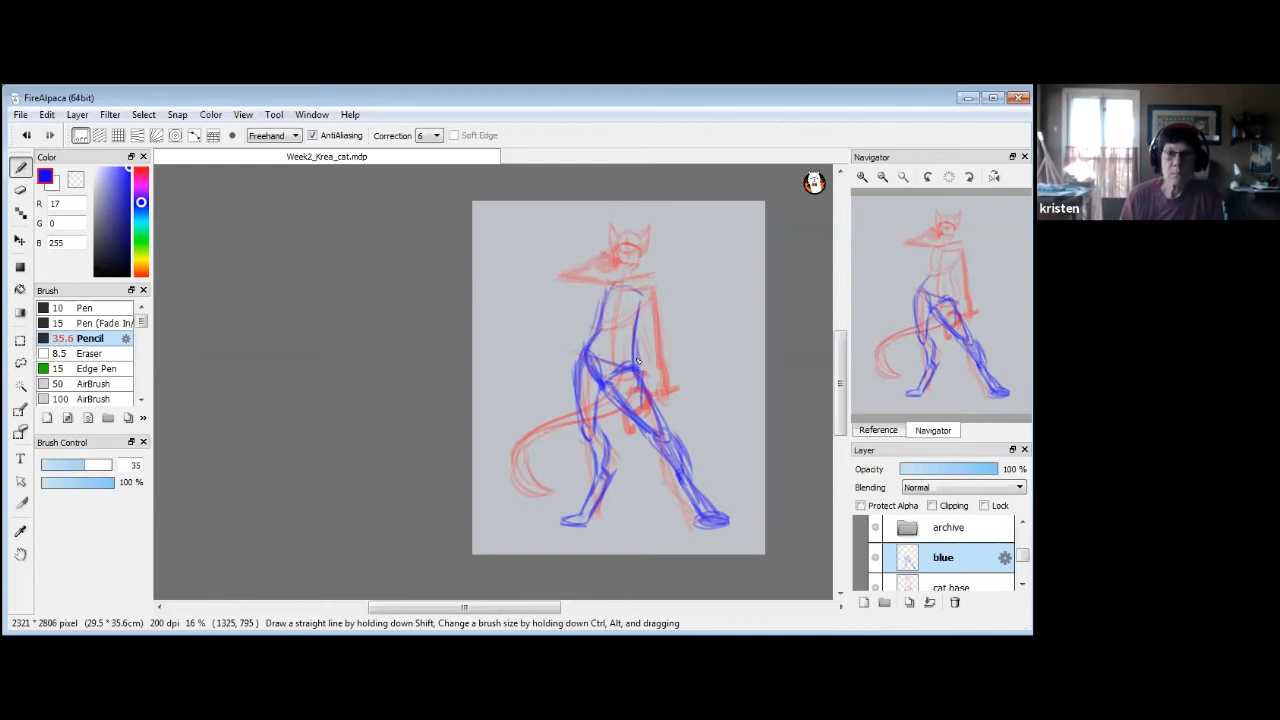 FireAlpaca (64bit)
File Edit Layer Filter Select Snap Color View Tool Window Help
off Freehand AntiAliasing Correction 6 Soft Edge
Color
Week2_Krea_cat.mdp
Navigator
R 17
G 0
B 255
kristen
Brush
10 Pen
15 Pen (Fade In/
35.6 Pencil
8.5 Eraser
15 Edge Pen
50 AirBrush
100 AirBrush
Reference Navigator
Brush Control
35
100 %
Layer
Opacity 100 %
Blending Normal
Protect Alpha Clipping Lock
archive
blue
cat base
2321 * 2806 pixel (29.5 * 35.6cm) 200 dpi 16 % ( 1325, 795 ) Draw a straight line by holding down Shift, Change a brush size by holding down Ctrl, Alt, and dragging